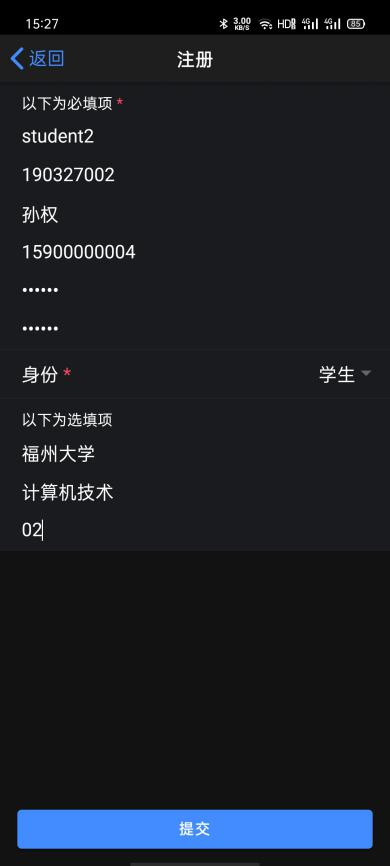 15:27 3.00 KB/S HD 4G 4G 85
返回 注册
以下为必填项 *
student2
190327002
孙权
15900000004
••••••
••••••
身份 * 学生
以下为选填项
福州大学
计算机技术
02
提交